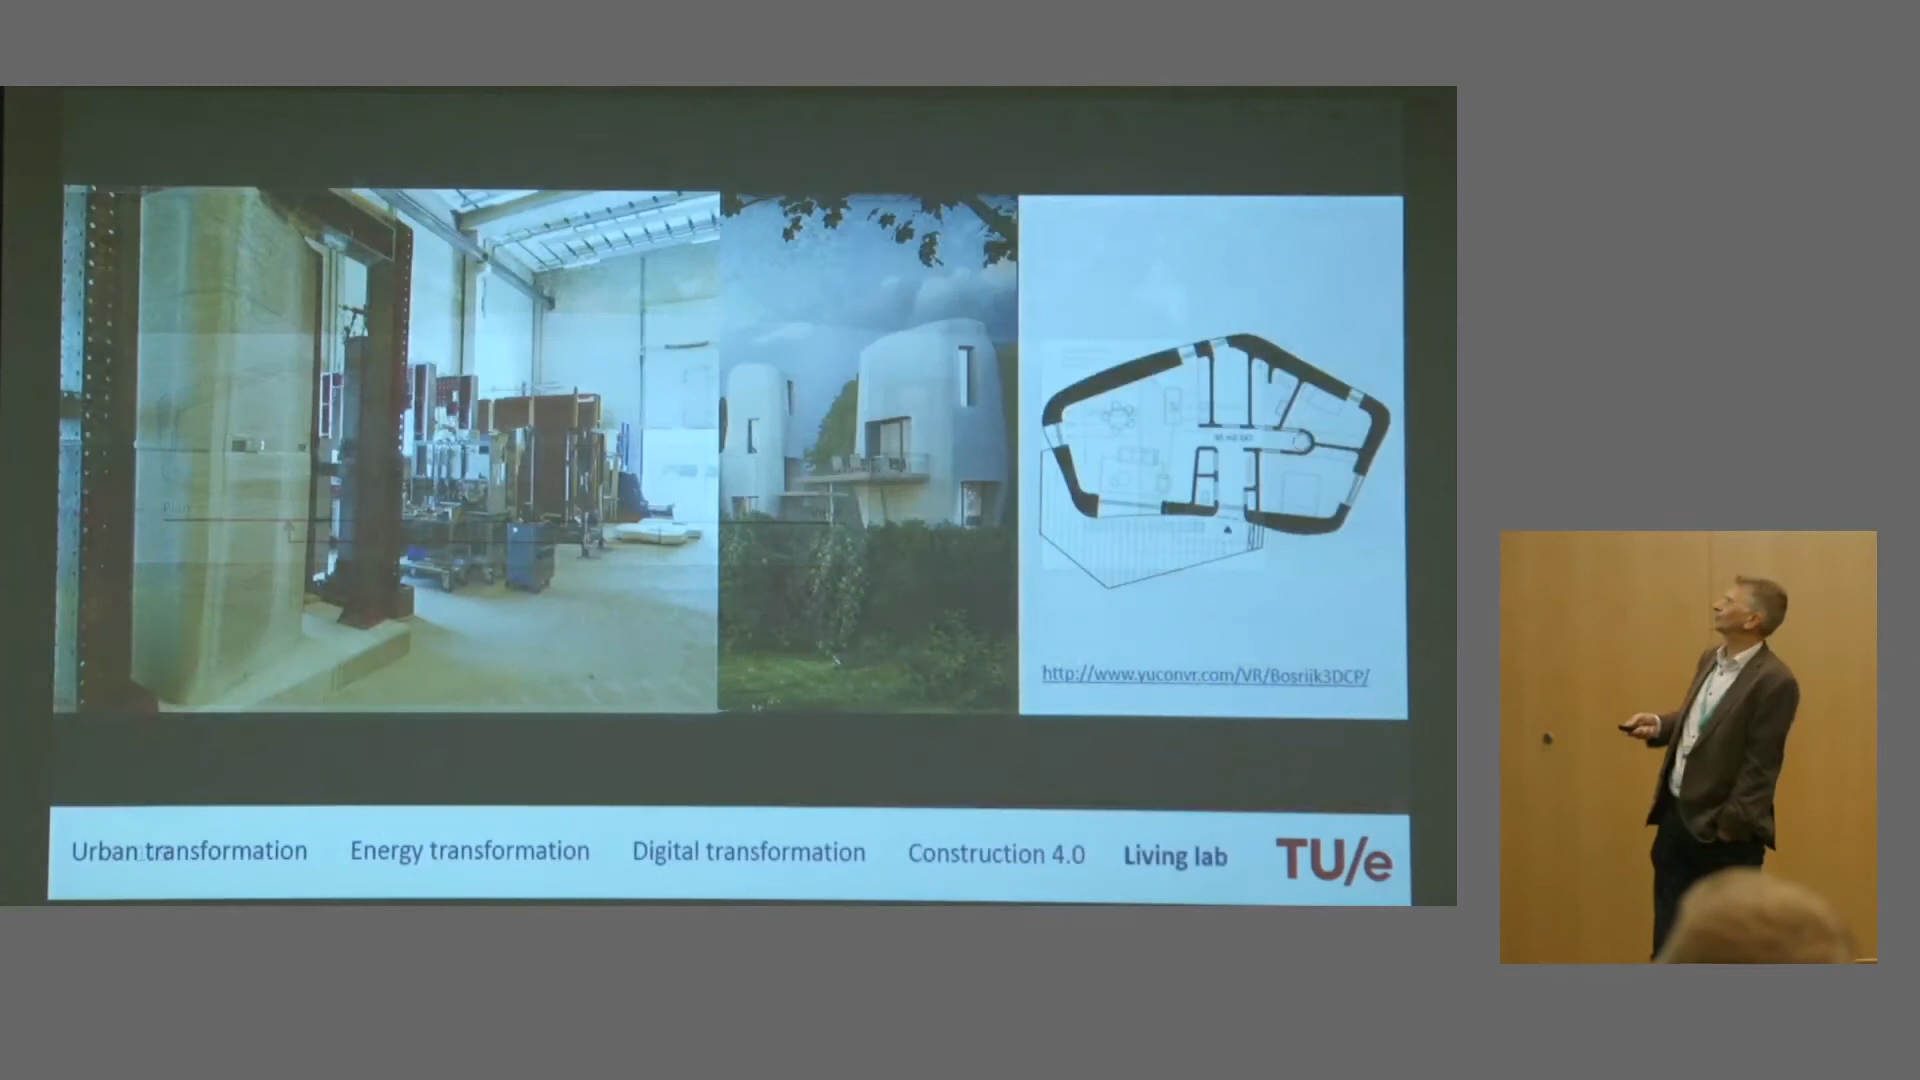 http://www.yuconvr.com/VR/Bosrijk3DCP/
Urban transformation
Energy transformation
Digital transformation
Construction 4.0
Living lab
TU/e